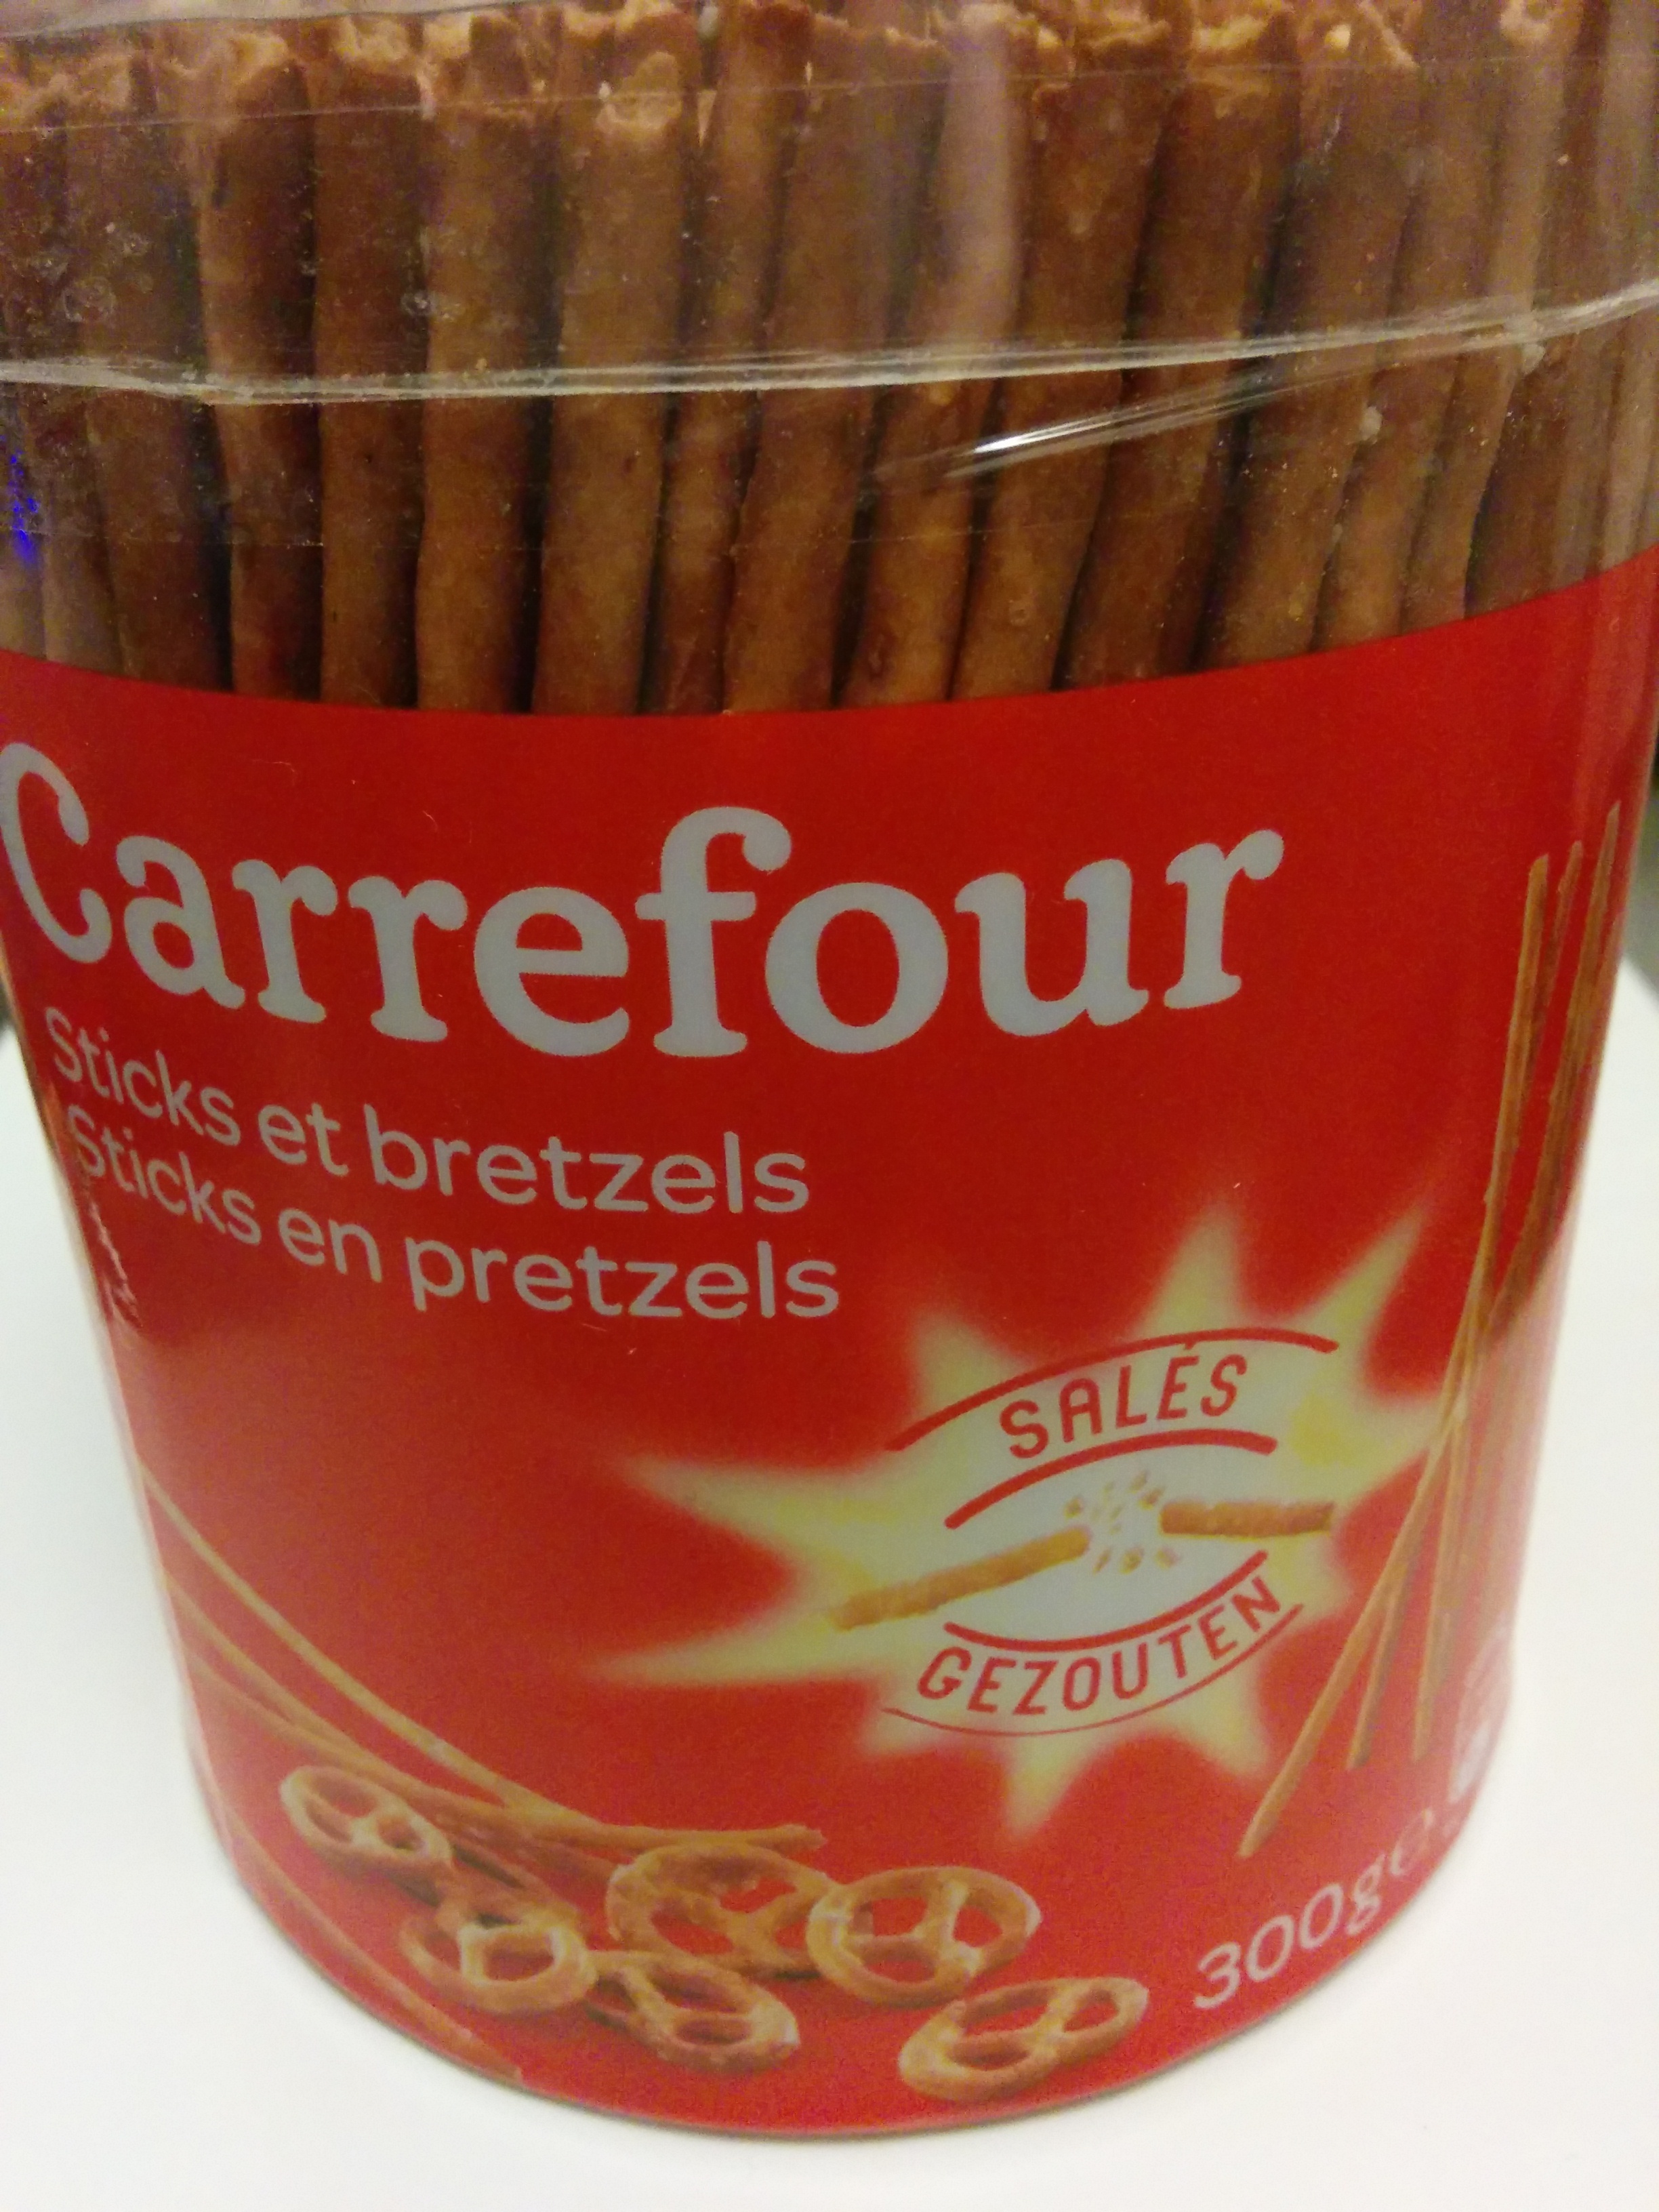 Carrefour
Sticks et bretzels
Sticks en pretzels
SALÉS
GEZOUTEN
300g e